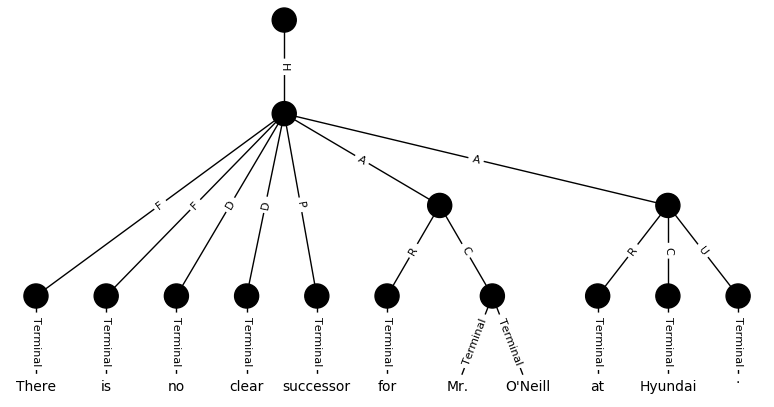 H
A
A
F
F
D
D
P
R
C
R
C
U
Terminal
Terminal
Terminal
Terminal
Terminal
Terminal
Terminal
Terminal
Terminal
Terminal
Terminal
There is no clear successor for Mr. O'Neill at Hyundai .